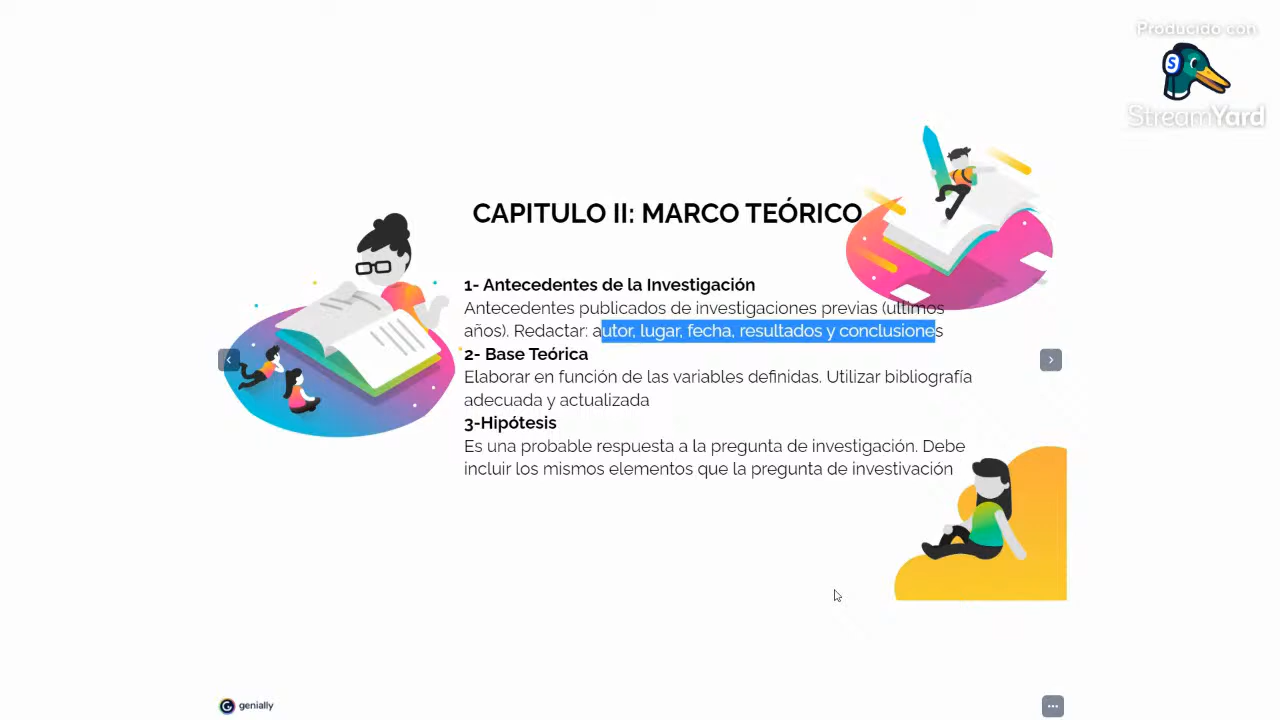 Producido con
StreamYard
CAPITULO II: MARCO TEÓRICO
1- Antecedentes de la Investigación
Antecedentes publicados de investigaciones previas (ultimos
años). Redactar: autor, lugar, fecha, resultados y conclusiones
2- Base Teórica
Elaborar en función de las variables definidas. Utilizar bibliografía
adecuada y actualizada
3-Hipótesis
Es una probable respuesta a la pregunta de investigación. Debe
incluir los mismos elementos que la pregunta de investivación
genially